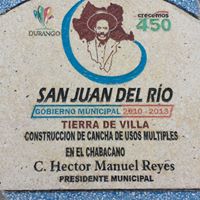 DURANGO
crecemos
450
SAN JUAN DEL RÍO
GOBIERNO MUNICIPAL 2010 - 2013
TIERRA DE VILLA
CONSTRUCCION DE CANCHA DE USOS MULTIPLES
EN EL CHABACANO
C. Hector Manuel Reyes
PRESIDENTE MUNICIPAL